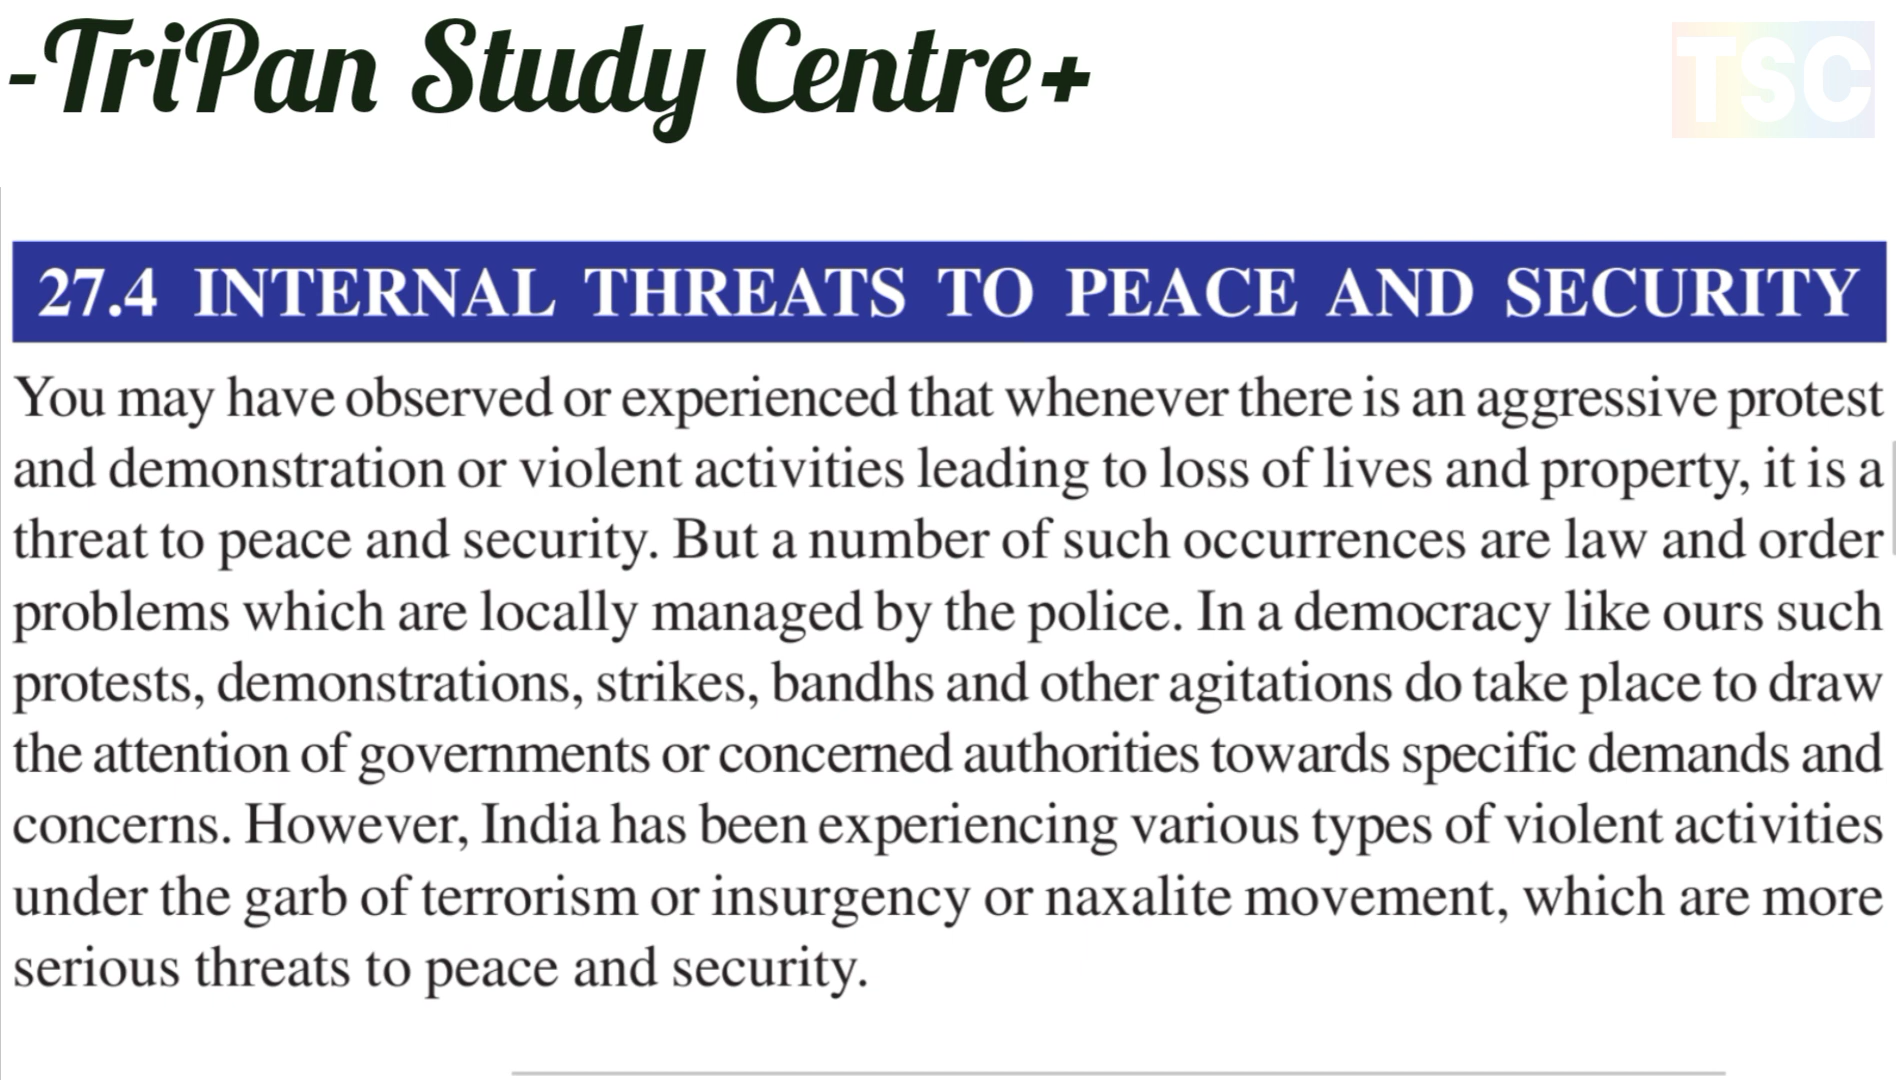 -TriPan Study Centre+
TSC
27.4 INTERNAL THREATS TO PEACE AND SECURITY
You may have observed or experienced that whenever there is an aggressive protest
and demonstration or violent activities leading to loss of lives and property, it is a
threat to peace and security. But a number of such occurrences are law and order
problems which are locally managed by the police. In a democracy like ours such
protests, demonstrations, strikes, bandhs and other agitations do take place to draw
the attention of governments or concerned authorities towards specific demands and
concerns. However, India has been experiencing various types of violent activities
under the garb of terrorism or insurgency or naxalite movement, which are more
serious threats to peace and security.